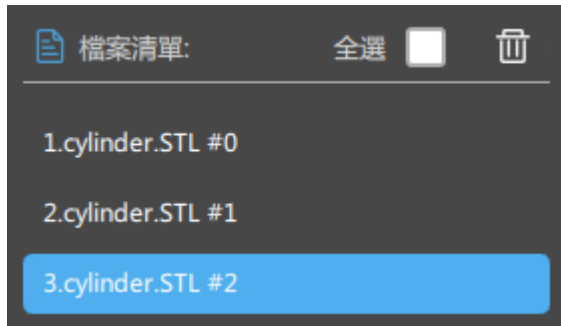 檔案清單: 全選
1.cylinder.STL #0
2.cylinder.STL #1
3.cylinder.STL #2